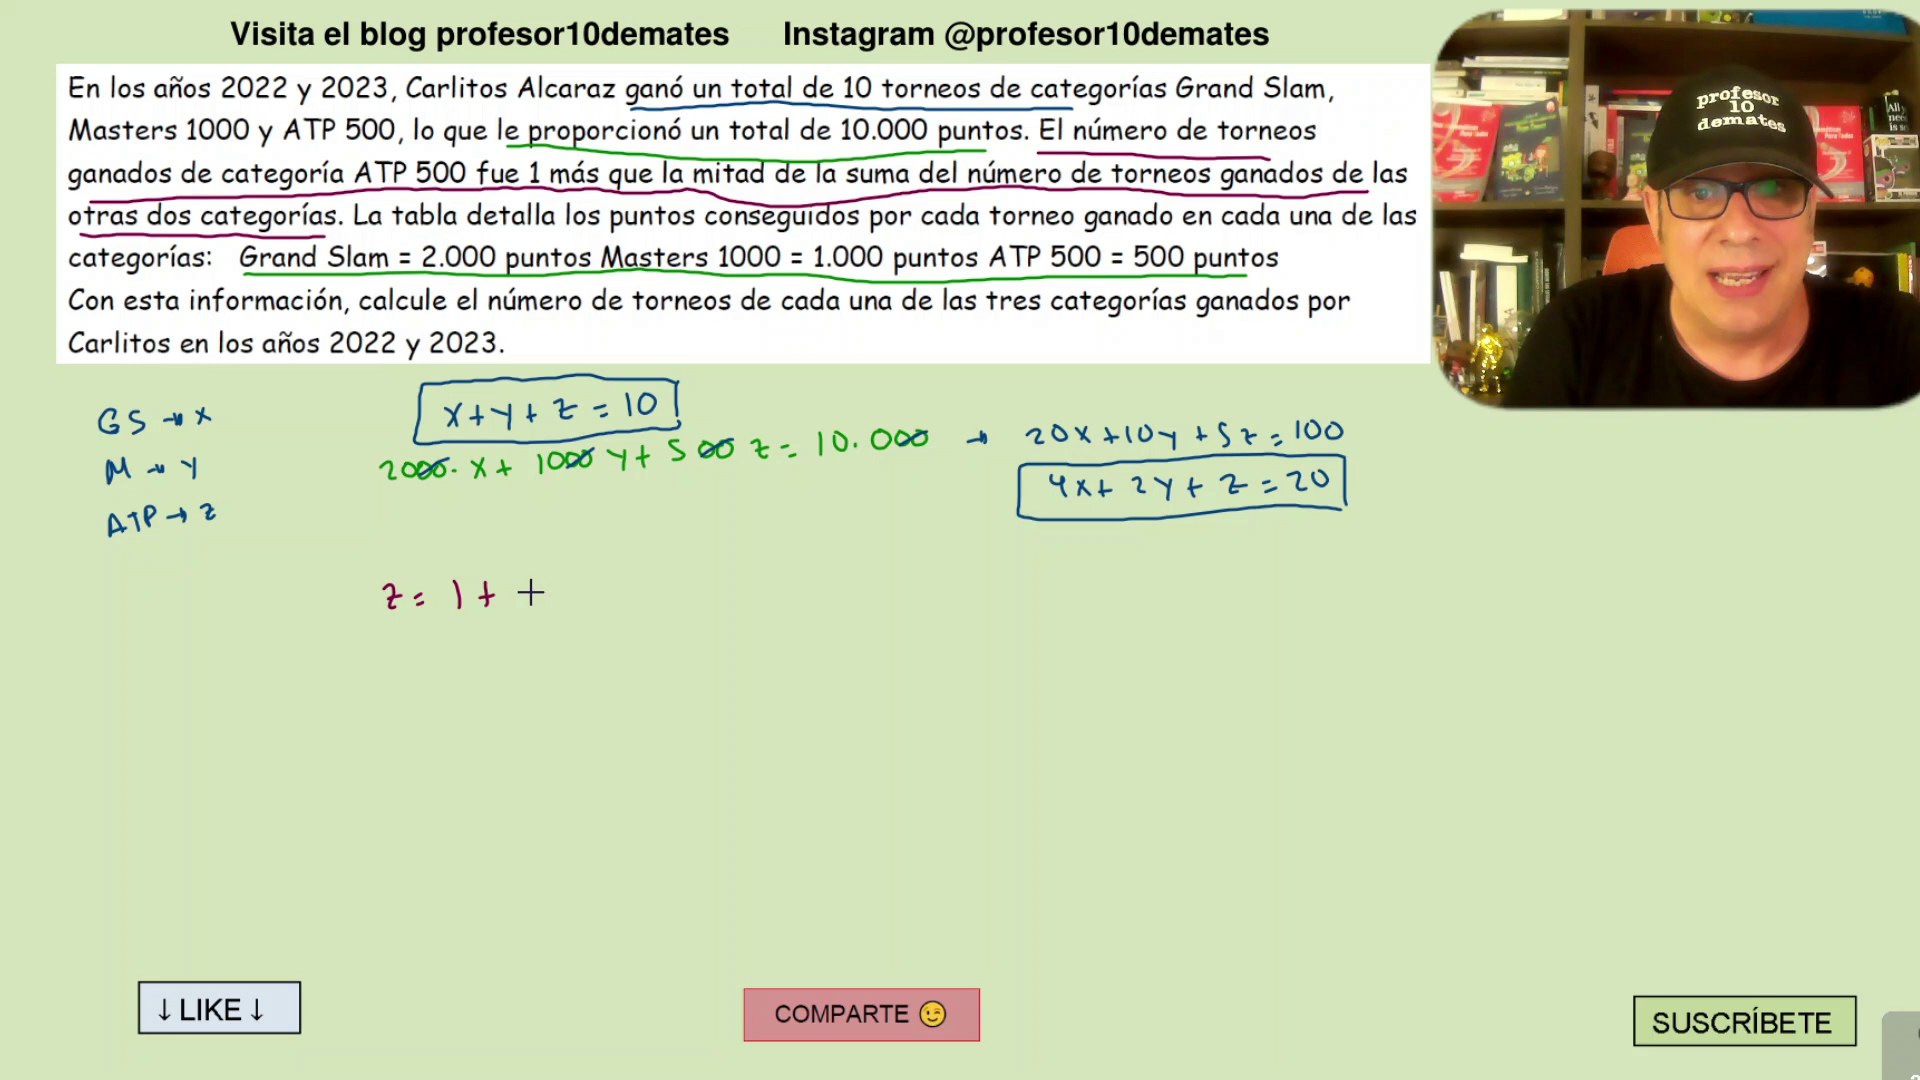 Visita el blog profesor10demates Instagram @profesor10demates
En los años 2022 y 2023, Carlitos Alcaraz ganó un total de 10 torneos de categorías Grand Slam,
Masters 1000 y ATP 500, lo que le proporcionó un total de 10.000 puntos. El número de torneos
ganados de categoría ATP 500 fue 1 más que la mitad de la suma del número de torneos ganados de las
otras dos categorías. La tabla detalla los puntos conseguidos por cada torneo ganado en cada una de las
categorías: Grand Slam = 2.000 puntos Masters 1000 = 1.000 puntos ATP 500 = 500 puntos
Con esta información, calcule el número de torneos de cada una de las tres categorías ganados por
Carlitos en los años 2022 y 2023.
profesor
10
demates
GS → x
M → y
ATP → z
x + y + z = 10
2000· x + 1000 y + 500 z = 10.000 → 20x + 10y + 5z = 100
4x + 2y + z = 20
z = 1 +
↓ LIKE ↓
COMPARTE 😉
SUSCRÍBETE